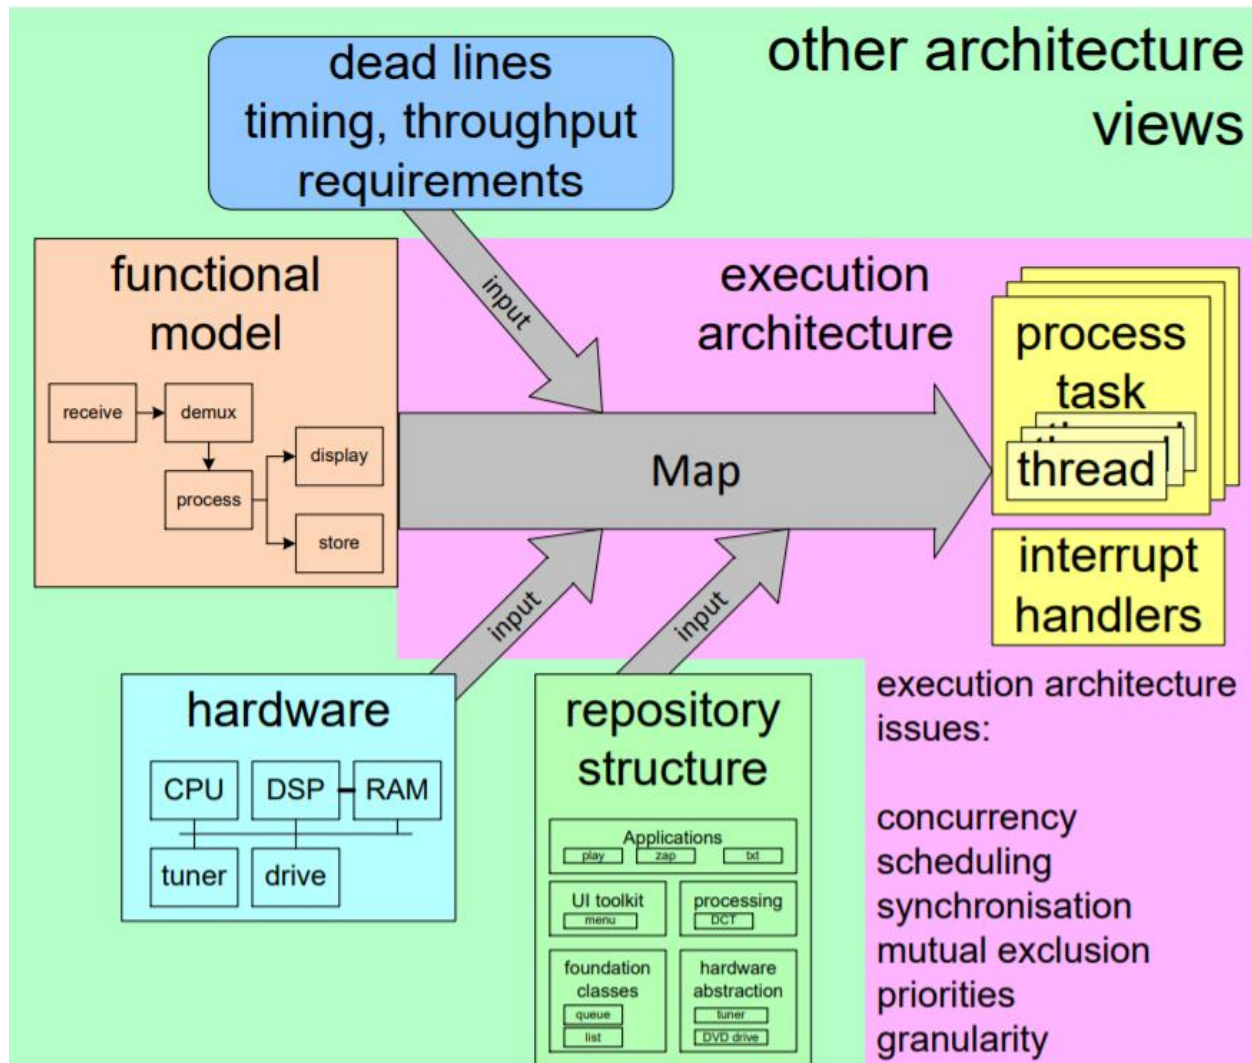 other architecture
views
dead lines
timing, throughput
requirements
input
functional
model
receive
demux
process
display
store
execution
architecture
Map
process
task
thread
interrupt
handlers
input
input
hardware
CPU
DSP
RAM
tuner
drive
repository
structure
Applications
play
zap
txt
UI toolkit
menu
processing
DCT
foundation
classes
queue
list
hardware
abstraction
tuner
DVD drive
execution architecture
issues:
concurrency
scheduling
synchronisation
mutual exclusion
priorities
granularity